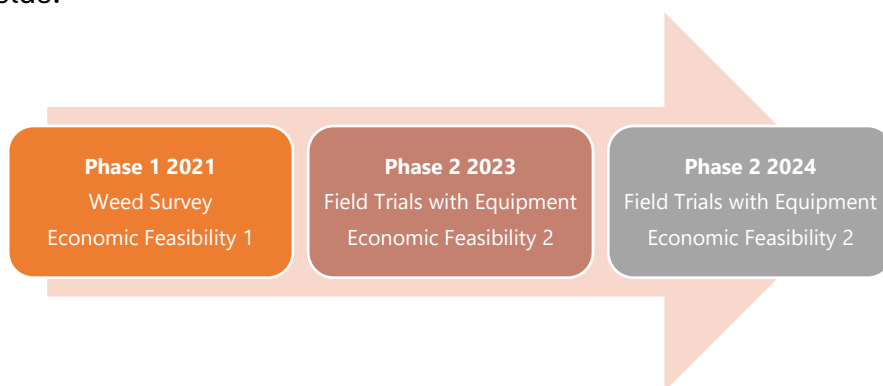 Phase 1 2021
Weed Survey
Economic Feasibility 1
Phase 2 2023
Field Trials with Equipment
Economic Feasibility 2
Phase 2 2024
Field Trials with Equipment
Economic Feasibility 2